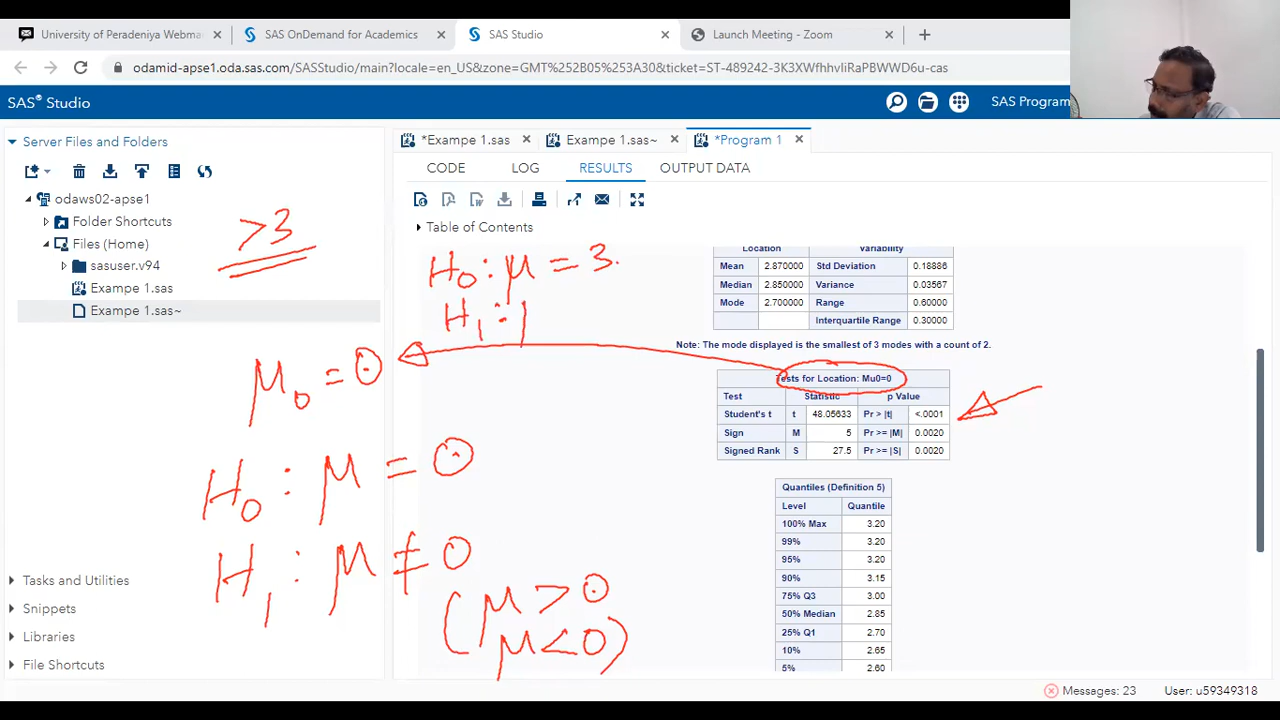 University of Peradeniya Webma
SAS OnDemand for Academics
SAS Studio
Launch Meeting - Zoom
odamid-apse1.oda.sas.com/SASStudio/main?locale=en_US&zone=GMT%252B05%253A30&ticket=ST-489242-3K3XWfhhvIiRaPBWWD6u-cas
SAS® Studio
SAS Program
Server Files and Folders
*Exampe 1.sas
Exampe 1.sas~
*Program 1
CODE
LOG
RESULTS
OUTPUT DATA
odaws02-apse1
Folder Shortcuts
Files (Home)
sasuser.v94
Exampe 1.sas
Exampe 1.sas~
Tasks and Utilities
Snippets
Libraries
File Shortcuts
>3
Table of Contents
H₀ : μ = 3.
H₁ :
μ₀ = 0
H₀ : μ = 0
H₁ : μ ≠ 0
(μ > 0
μ < 0)
Location Variability
Mean 2.870000 Std Deviation 0.18886
Median 2.850000 Variance 0.03567
Mode 2.700000 Range 0.60000
Interquartile Range 0.30000
Note: The mode displayed is the smallest of 3 modes with a count of 2.
Tests for Location: Mu0=0
Test Statistic p Value
Student's t t 48.05633 Pr > |t| <.0001
Sign M 5 Pr >= |M| 0.0020
Signed Rank S 27.5 Pr >= |S| 0.0020
Quantiles (Definition 5)
Level Quantile
100% Max 3.20
99% 3.20
95% 3.20
90% 3.15
75% Q3 3.00
50% Median 2.85
25% Q1 2.70
10% 2.65
5% 2.60
Messages: 23
User: u59349318